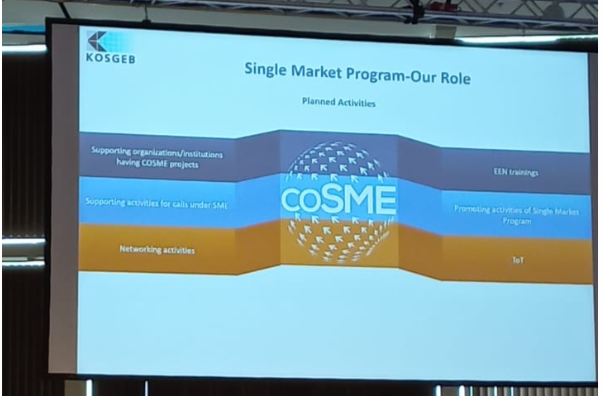 KOSGEB
Single Market Program-Our Role
Planned Activities
Supporting organizations/institutions
having COSME projects
Supporting activities for calls under SME
Networking activities
coSME
EEN trainings
Promoting activities of Single Market
Program
ToT